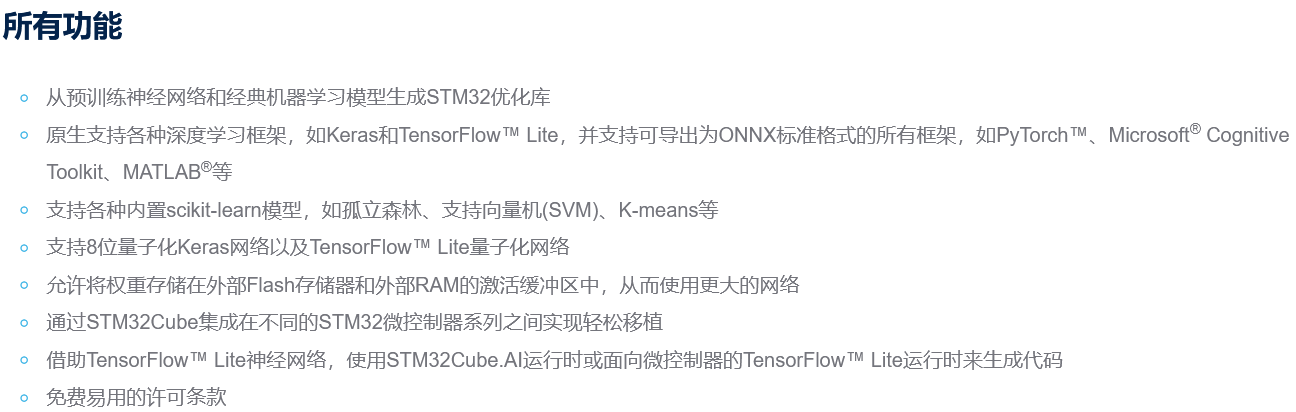 所有功能
从预训练神经网络和经典机器学习模型生成STM32优化库
原生支持各种深度学习框架，如Keras和TensorFlow™ Lite，并支持可导出为ONNX标准格式的所有框架，如PyTorch™、Microsoft® Cognitive
Toolkit、MATLAB®等
支持各种内置scikit-learn模型，如孤立森林、支持向量机(SVM)、K-means等
支持8位量子化Keras网络以及TensorFlow™ Lite量子化网络
允许将权重存储在外部Flash存储器和外部RAM的激活缓冲区中，从而使用更大的网络
通过STM32Cube集成在不同的STM32微控制器系列之间实现轻松移植
借助TensorFlow™ Lite神经网络，使用STM32Cube.AI运行时或面向微控制器的TensorFlow™ Lite运行时来生成代码
免费易用的许可条款